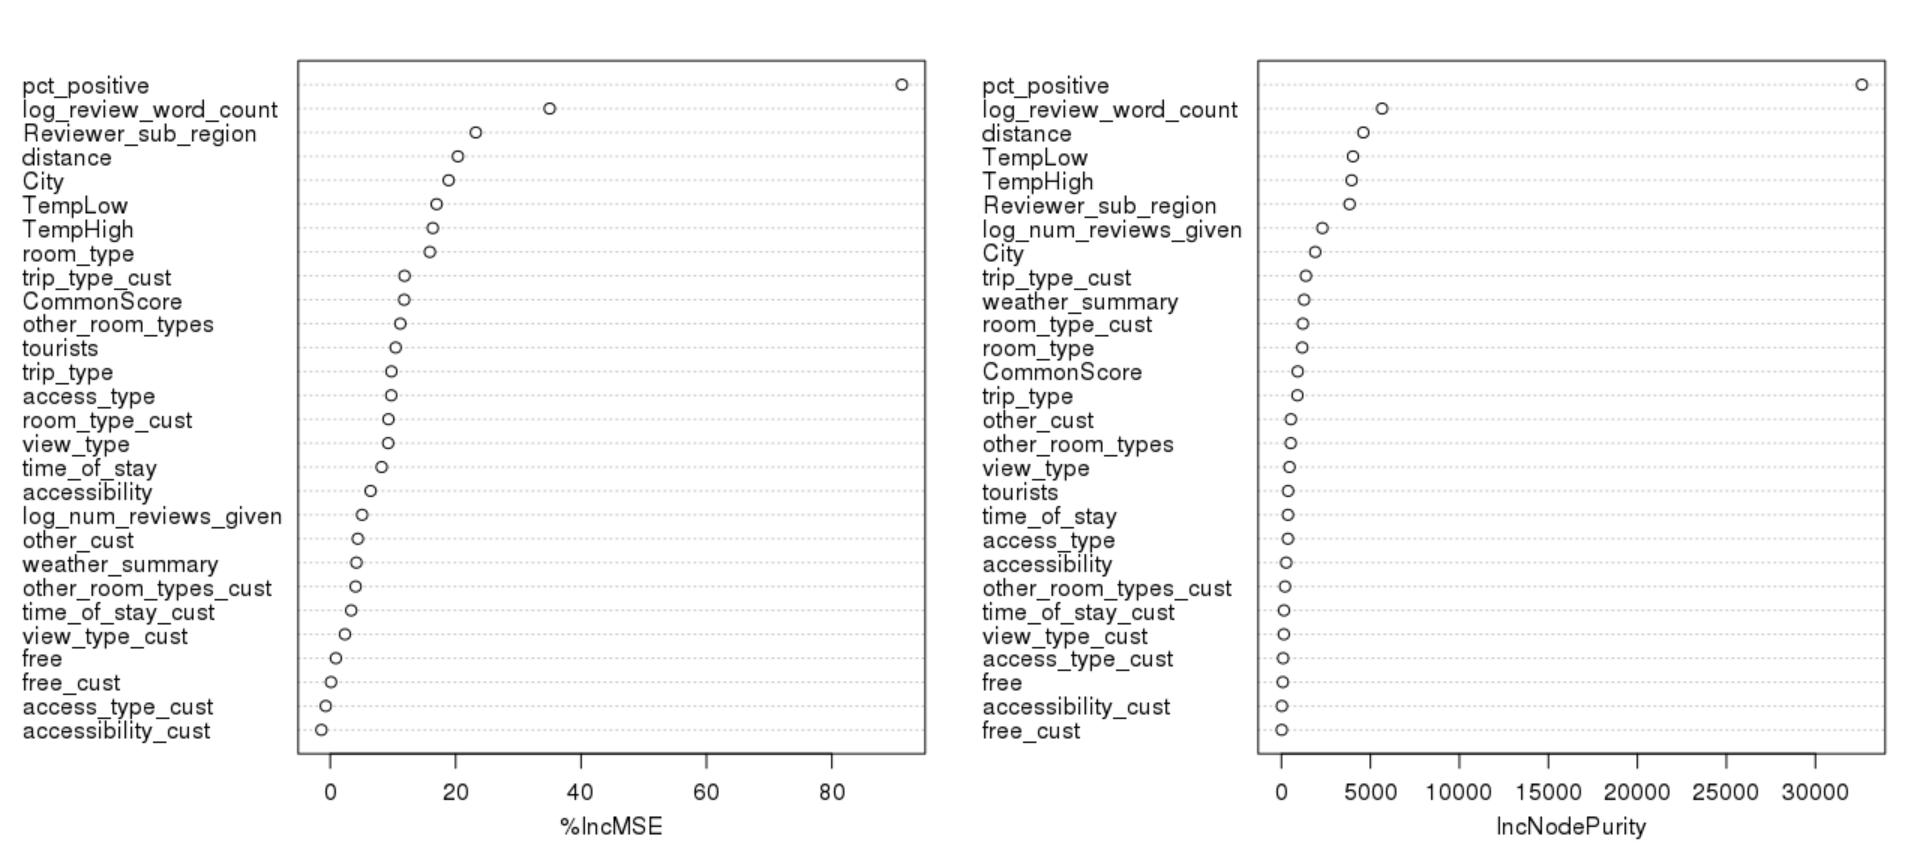 pct_positive
log_review_word_count
Reviewer_sub_region
distance
City
TempLow
TempHigh
room_type
trip_type_cust
CommonScore
other_room_types
tourists
trip_type
access_type
room_type_cust
view_type
time_of_stay
accessibility
log_num_reviews_given
other_cust
weather_summary
other_room_types_cust
time_of_stay_cust
view_type_cust
free
free_cust
access_type_cust
accessibility_cust
0 20 40 60 80
%IncMSE
pct_positive
log_review_word_count
distance
TempLow
TempHigh
Reviewer_sub_region
log_num_reviews_given
City
trip_type_cust
weather_summary
room_type_cust
room_type
CommonScore
trip_type
other_cust
other_room_types
view_type
tourists
time_of_stay
access_type
accessibility
other_room_types_cust
time_of_stay_cust
view_type_cust
access_type_cust
free
accessibility_cust
free_cust
0 5000 10000 15000 20000 25000 30000
IncNodePurity